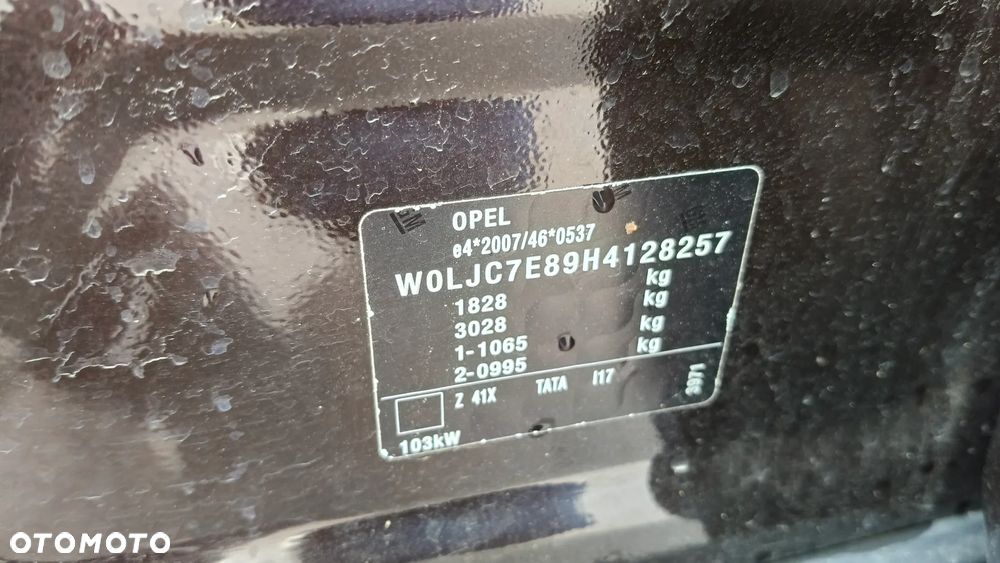 OPEL
e4*2007/46*0537
W0LJC7E89H4128257
1828 kg
3028 kg
1-1065 kg
2-0995 kg
Z 41X TATA I17 3971
103kW
OTOMOTO